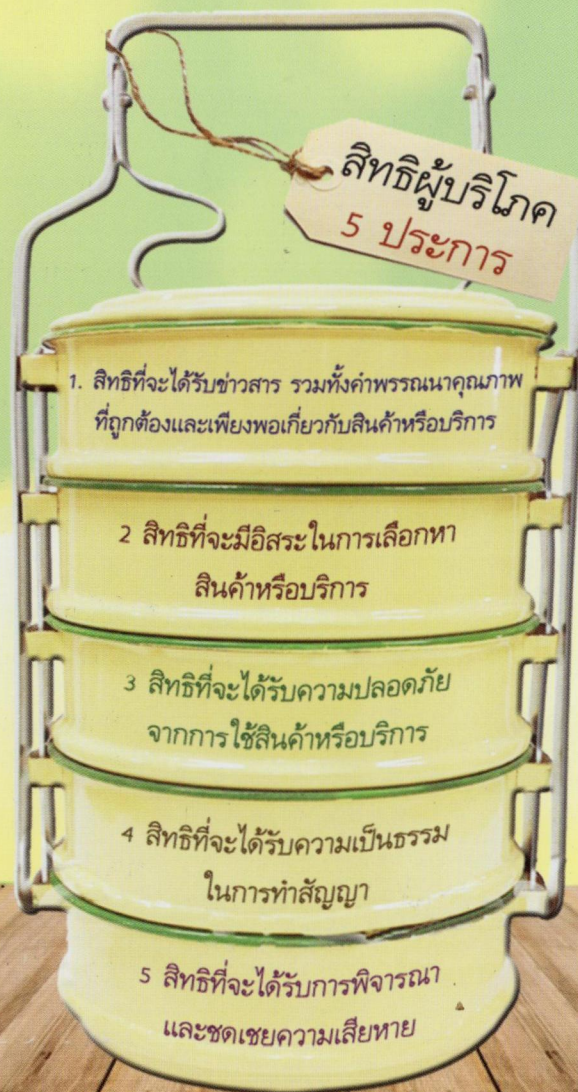 สิทธิผู้บริโภค
5 ประการ
1. สิทธิที่จะได้รับข่าวสาร รวมทั้งคำพรรณนาคุณภาพ
ที่ถูกต้องและเพียงพอเกี่ยวกับสินค้าหรือบริการ
2 สิทธิที่จะมีอิสระในการเลือกหา
สินค้าหรือบริการ
3 สิทธิที่จะได้รับความปลอดภัย
จากการใช้สินค้าหรือบริการ
4 สิทธิที่จะได้รับความเป็นธรรม
ในการทำสัญญา
5 สิทธิที่จะได้รับการพิจารณา
และชดเชยความเสียหาย